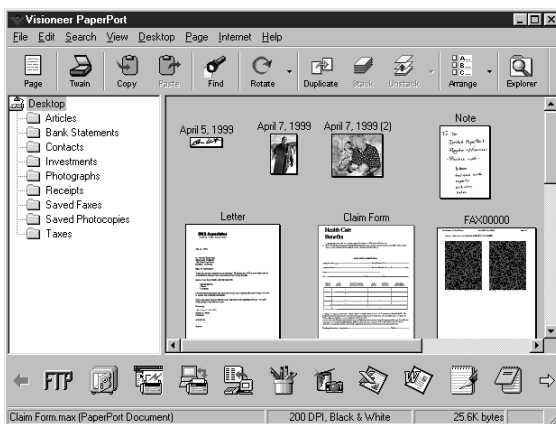 Visioneer PaperPort
File Edit Search View Desktop Page Internet Help
Page Twain Copy Paste Find Rotate Duplicate Stack Unstack Arrange Explorer
Desktop
Articles
Bank Statements
Contacts
Investments
Photographs
Receipts
Saved Faxes
Saved Photocopies
Taxes
April 5, 1999
April 7, 1999
April 7, 1999 (2)
Note
Letter
Claim Form
Health Care
Benefits
FAX00000
FTP
Claim Form.max (PaperPort Document) 200 DPI, Black & White 25.6K bytes